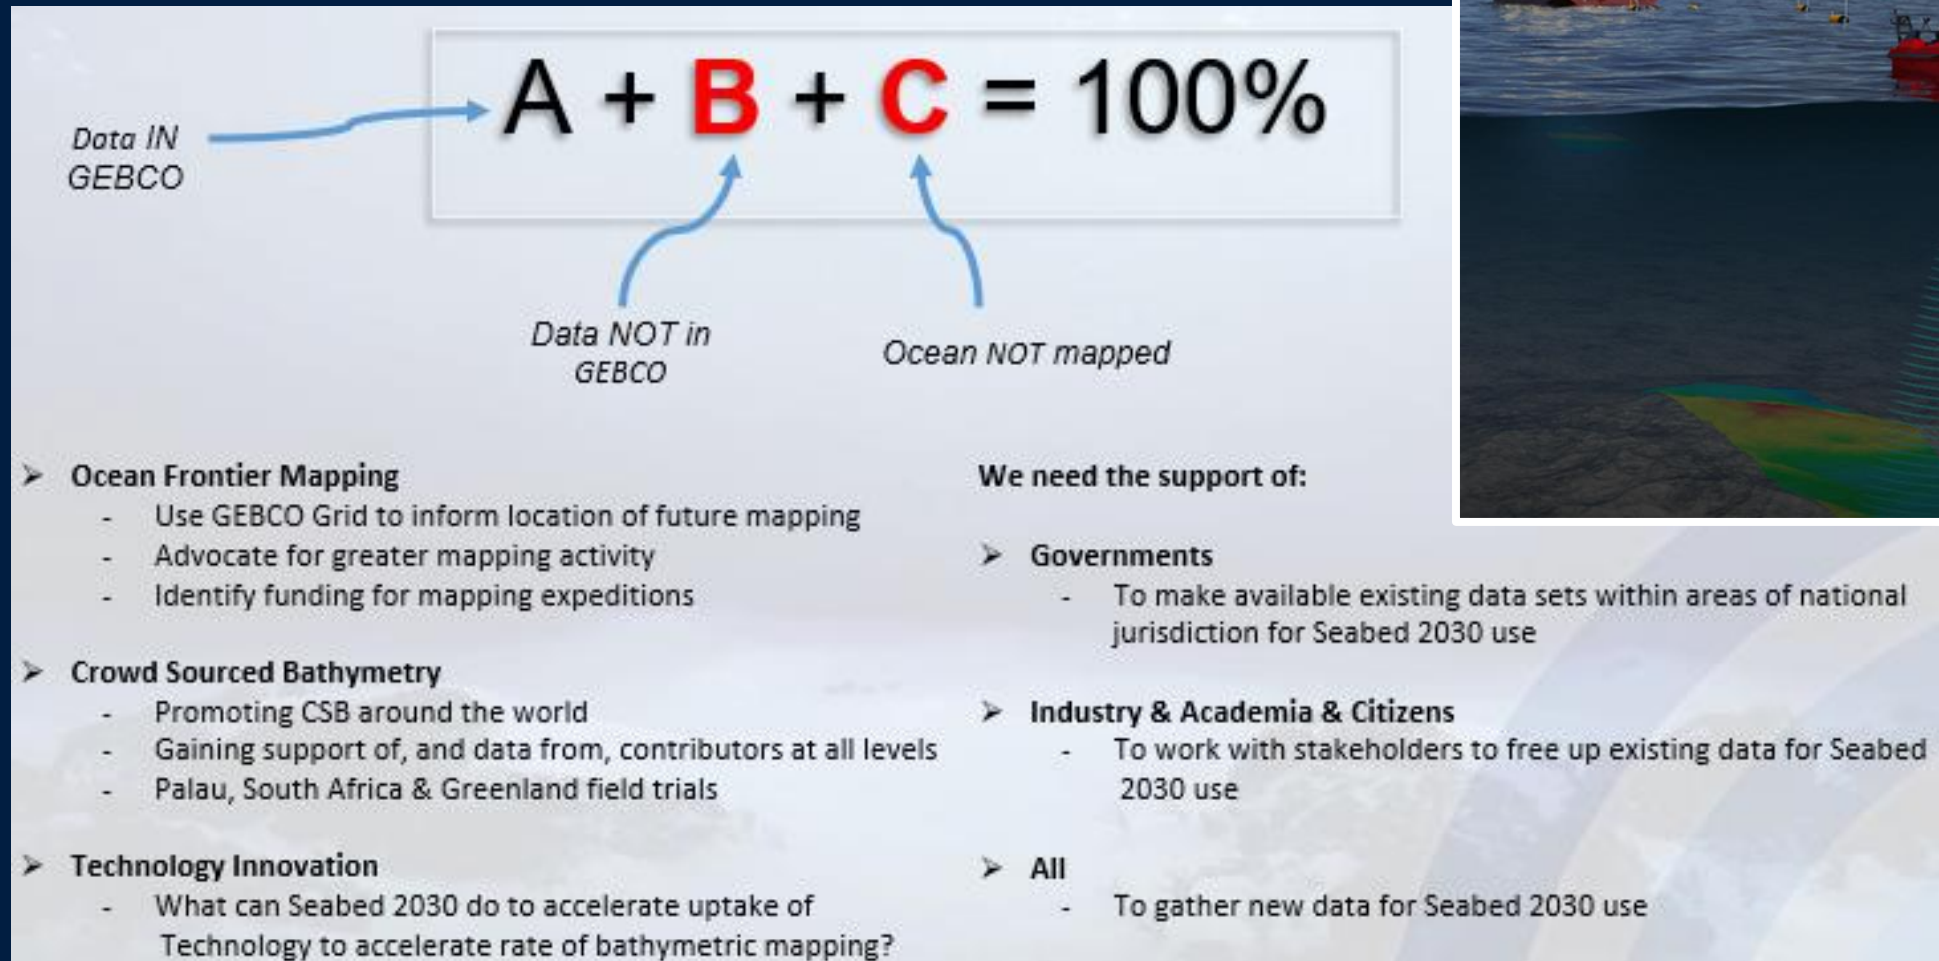 A + B + C = 100%
Data IN
GEBCO
Data NOT in
GEBCO
Ocean NOT mapped
➢ Ocean Frontier Mapping
- Use GEBCO Grid to inform location of future mapping
- Advocate for greater mapping activity
- Identify funding for mapping expeditions
➢ Crowd Sourced Bathymetry
- Promoting CSB around the world
- Gaining support of, and data from, contributors at all levels
- Palau, South Africa & Greenland field trials
➢ Technology Innovation
- What can Seabed 2030 do to accelerate uptake of
Technology to accelerate rate of bathymetric mapping?
We need the support of:
➢ Governments
- To make available existing data sets within areas of national
jurisdiction for Seabed 2030 use
➢ Industry & Academia & Citizens
- To work with stakeholders to free up existing data for Seabed
2030 use
➢ All
- To gather new data for Seabed 2030 use